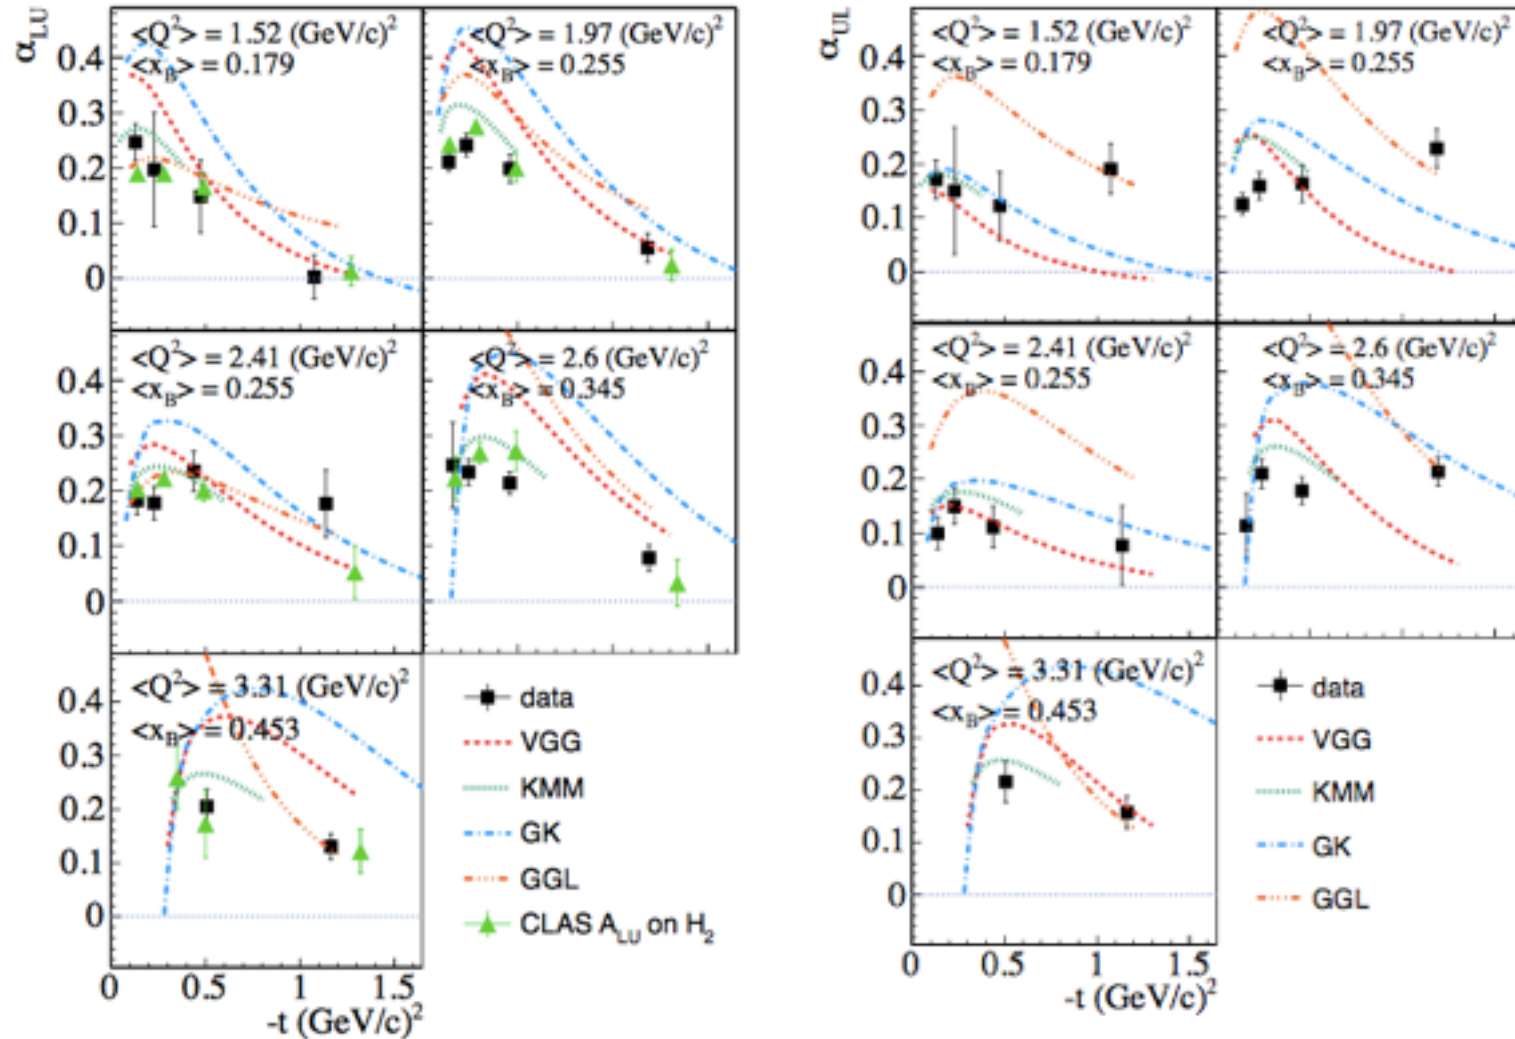 α_LU
<Q²> = 1.52 (GeV/c)²
<x_B> = 0.179
<Q²> = 1.97 (GeV/c)²
<x_B> = 0.255
0.4
0.3
0.2
0.1
0
<Q²> = 2.41 (GeV/c)²
<x_B> = 0.255
<Q²> = 2.6 (GeV/c)²
<x_B> = 0.345
0.4
0.3
0.2
0.1
0
<Q²> = 3.31 (GeV/c)²
<x_B> = 0.453
0.4
0.3
0.2
0.1
0
0 0.5 1 1.5
-t (GeV/c)²
data
VGG
KMM
GK
GGL
CLAS A_LU on H₂
α_UL
<Q²> = 1.52 (GeV/c)²
<x_B> = 0.179
<Q²> = 1.97 (GeV/c)²
<x_B> = 0.255
0.4
0.3
0.2
0.1
0
<Q²> = 2.41 (GeV/c)²
<x_B> = 0.255
<Q²> = 2.6 (GeV/c)²
<x_B> = 0.345
0.4
0.3
0.2
0.1
0
<Q²> = 3.31 (GeV/c)²
<x_B> = 0.453
0.4
0.3
0.2
0.1
0
0 0.5 1 1.5
-t (GeV/c)²
data
VGG
KMM
GK
GGL